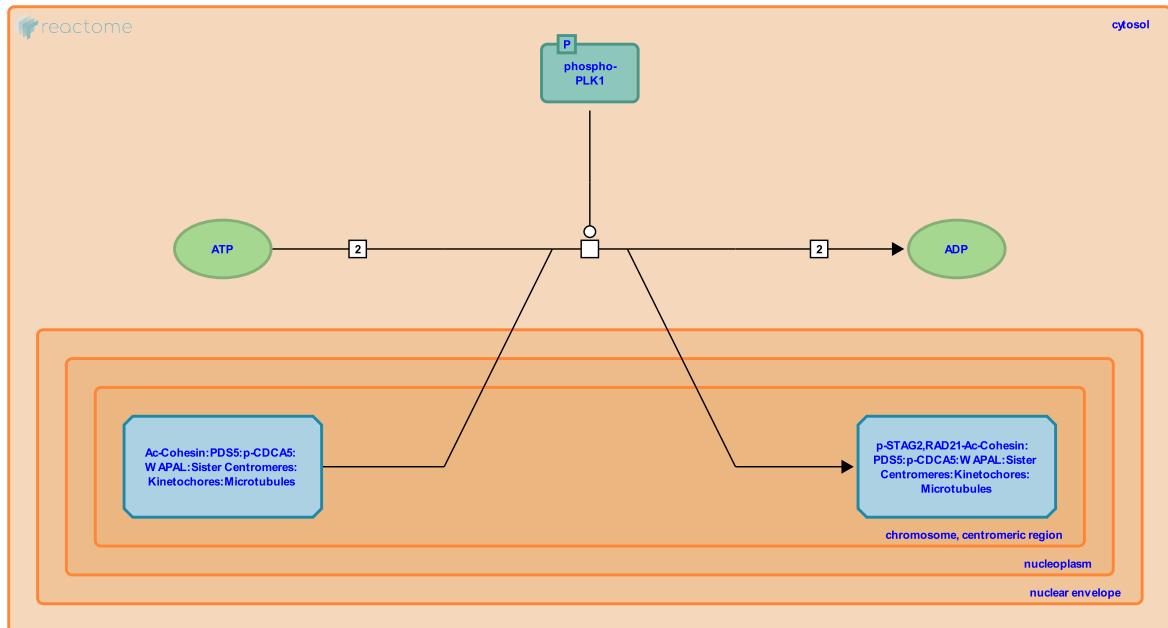 reactome
cytosol
P
phospho-
PLK1
ATP
2
2
ADP
Ac-Cohesin:PDS5:p-CDCA5:
WAPAL:Sister Centromeres:
Kinetochores:Microtubules
p-STAG2,RAD21-Ac-Cohesin:
PDS5:p-CDCA5:WAPAL:Sister
Centromeres:Kinetochores:
Microtubules
chromosome, centromeric region
nucleoplasm
nuclear envelope